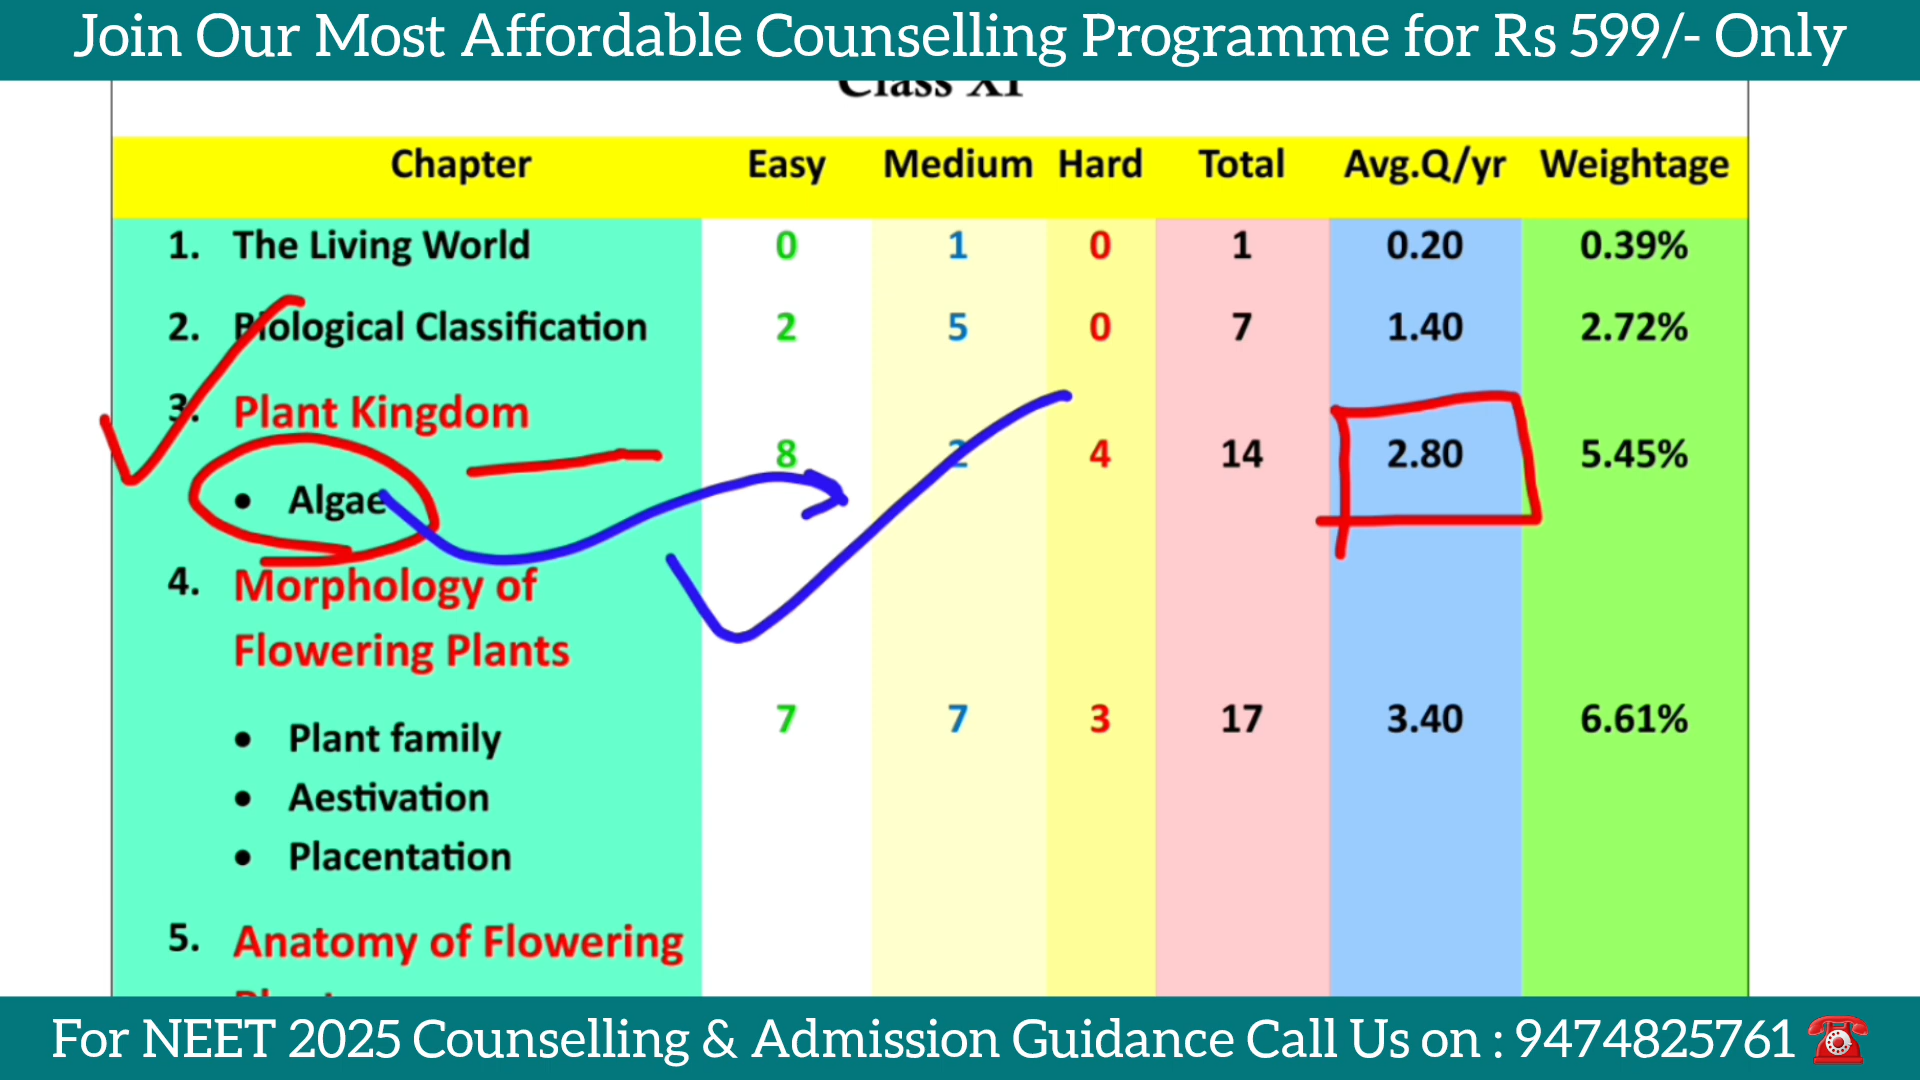 Join Our Most Affordable Counselling Programme for Rs 599/- Only
Class XI
Chapter Easy Medium Hard Total Avg.Q/yr Weightage
1. The Living World 0 1 0 1 0.20 0.39%
2. Biological Classification 2 5 0 7 1.40 2.72%
3. Plant Kingdom
8 2 4 14 2.80 5.45%
• Algae
4. Morphology of
Flowering Plants
7 7 3 17 3.40 6.61%
• Plant family
• Aestivation
• Placentation
5. Anatomy of Flowering
For NEET 2025 Counselling & Admission Guidance Call Us on : 9474825761